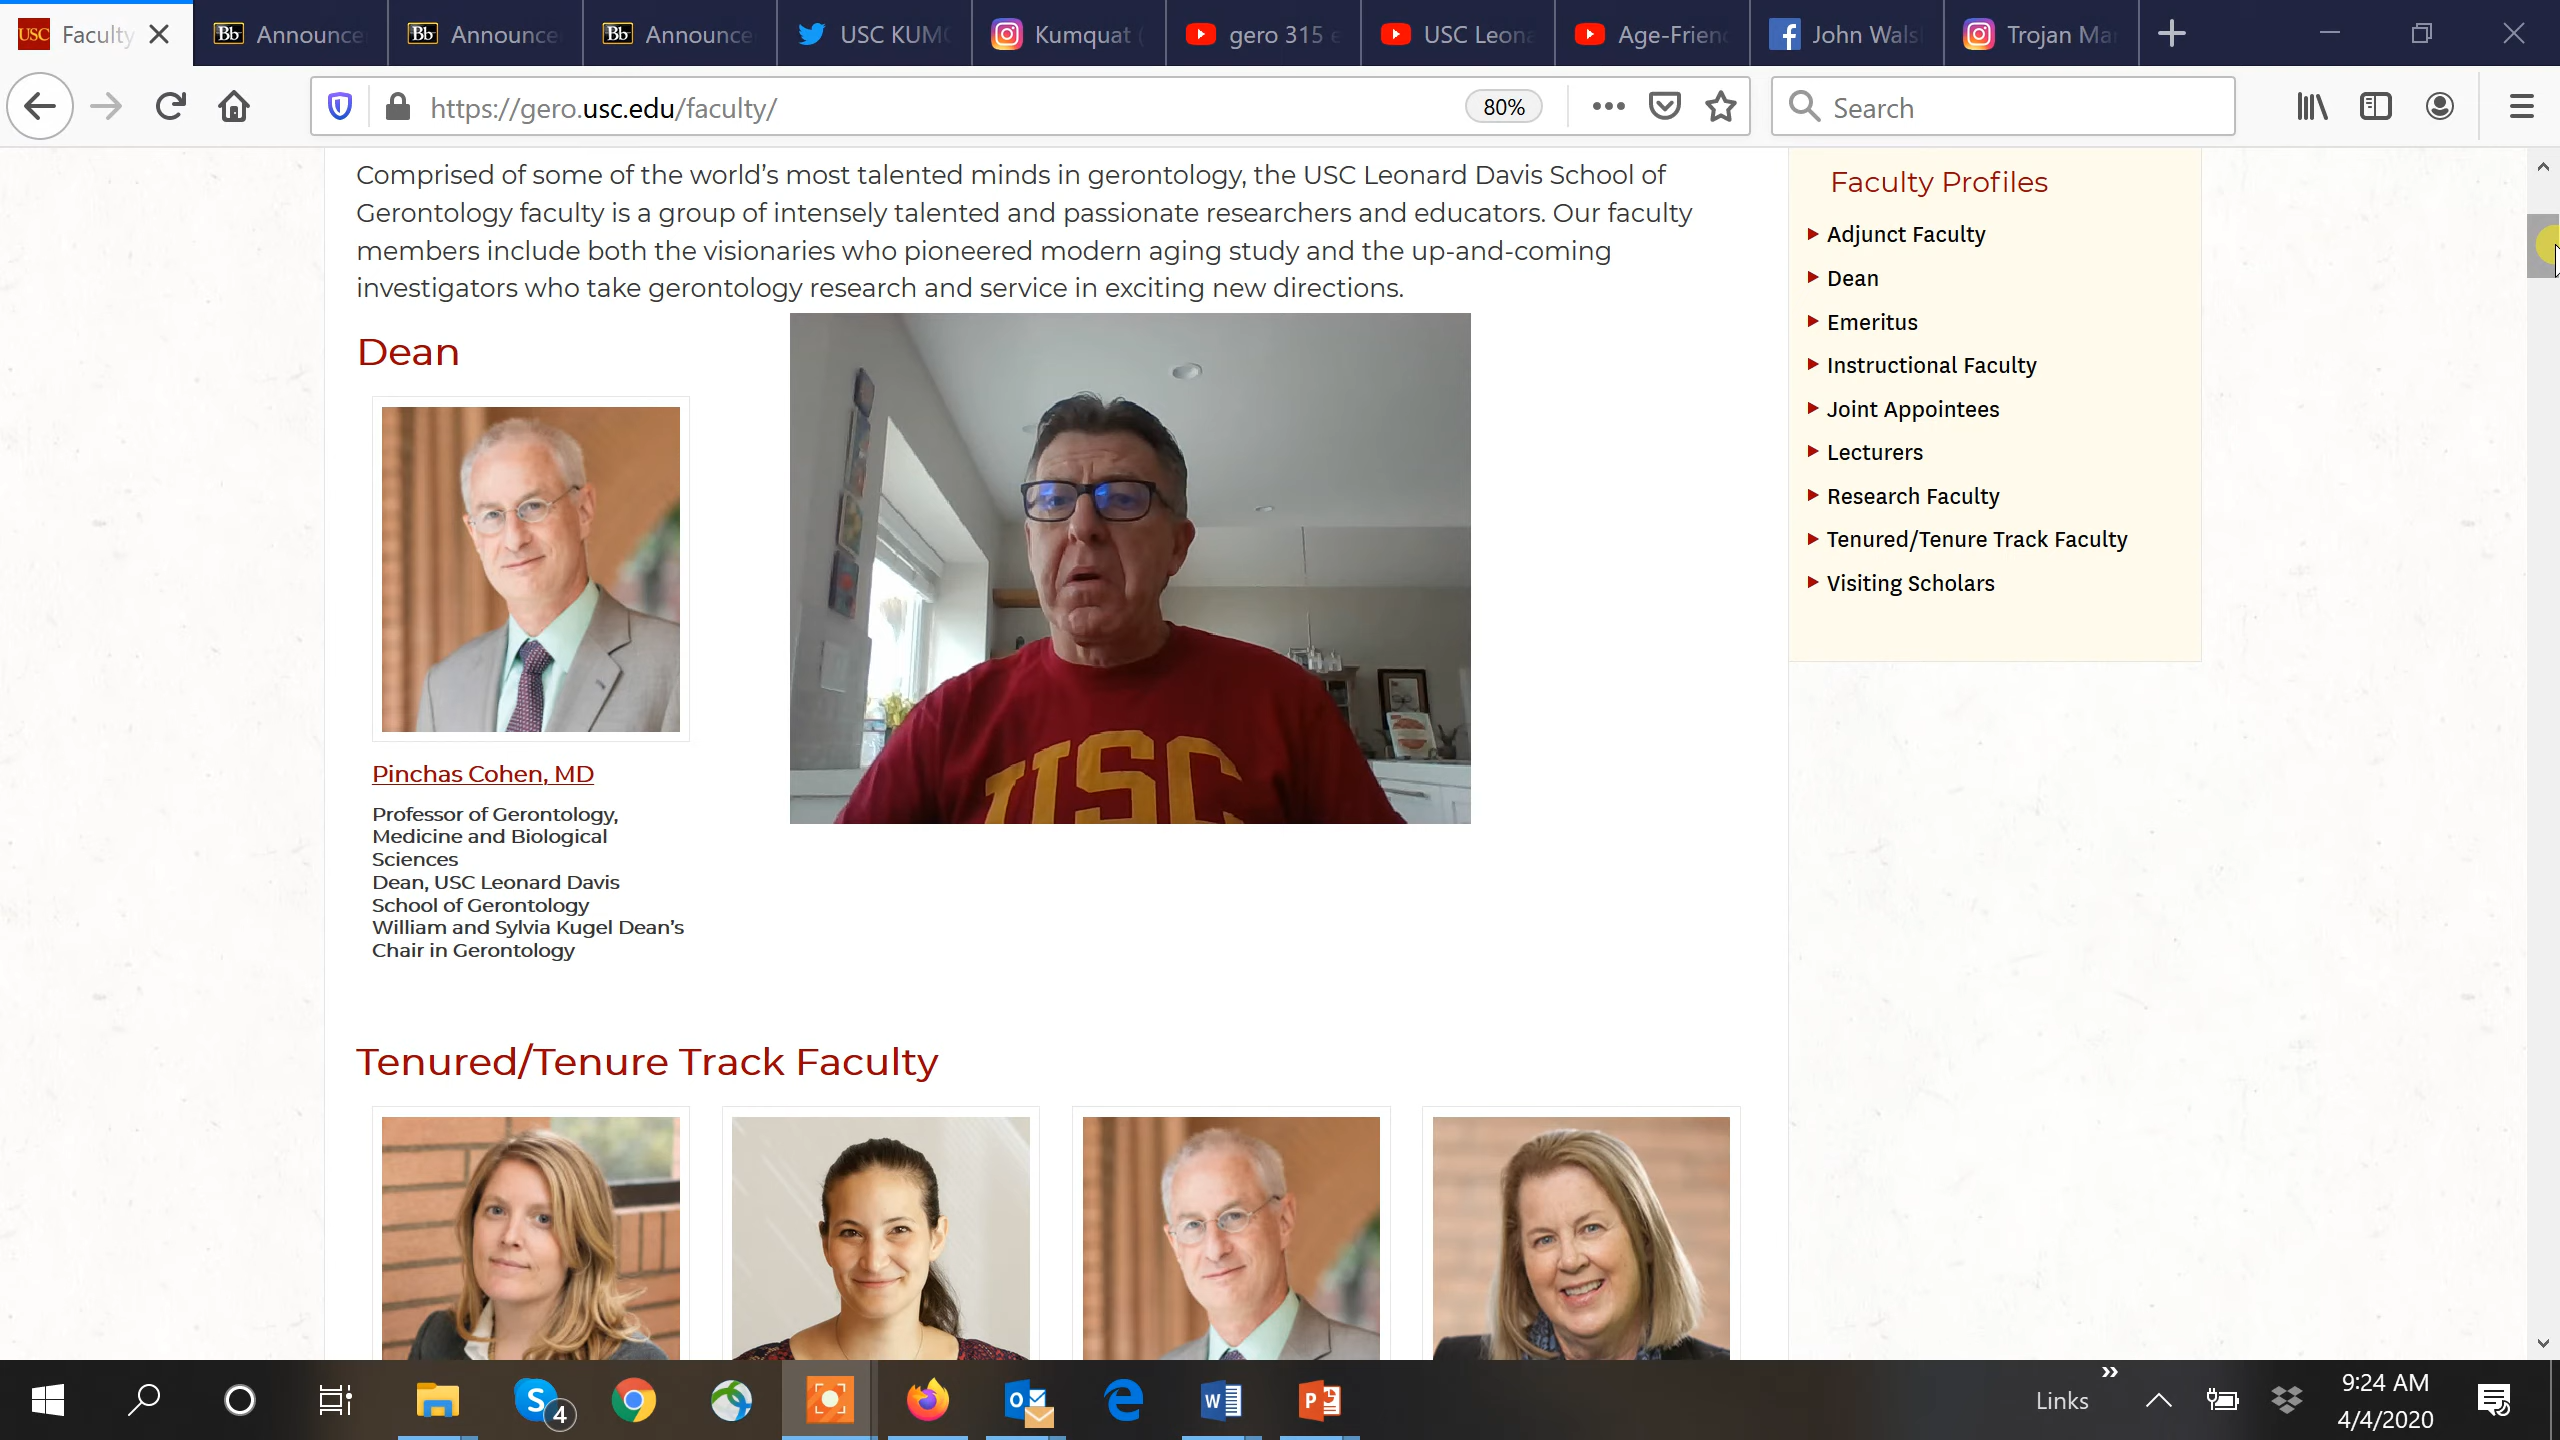 USC
Faculty
Bb
Announce
Bb
Announce
Bb
Announce
USC KUM
Kumquat (
gero 315 e
USC Leona
Age-Frien
John Wals
Trojan Ma
https://gero.usc.edu/faculty/
80%
Search
Comprised of some of the world’s most talented minds in gerontology, the USC Leonard Davis School of
Gerontology faculty is a group of intensely talented and passionate researchers and educators. Our faculty
members include both the visionaries who pioneered modern aging study and the up-and-coming
investigators who take gerontology research and service in exciting new directions.
Dean
USC
Pinchas Cohen, MD
Professor of Gerontology,
Medicine and Biological
Sciences
Dean, USC Leonard Davis
School of Gerontology
William and Sylvia Kugel Dean’s
Chair in Gerontology
Tenured/Tenure Track Faculty
Faculty Profiles
Adjunct Faculty
Dean
Emeritus
Instructional Faculty
Joint Appointees
Lecturers
Research Faculty
Tenured/Tenure Track Faculty
Visiting Scholars
4
Links
9:24 AM
4/4/2020